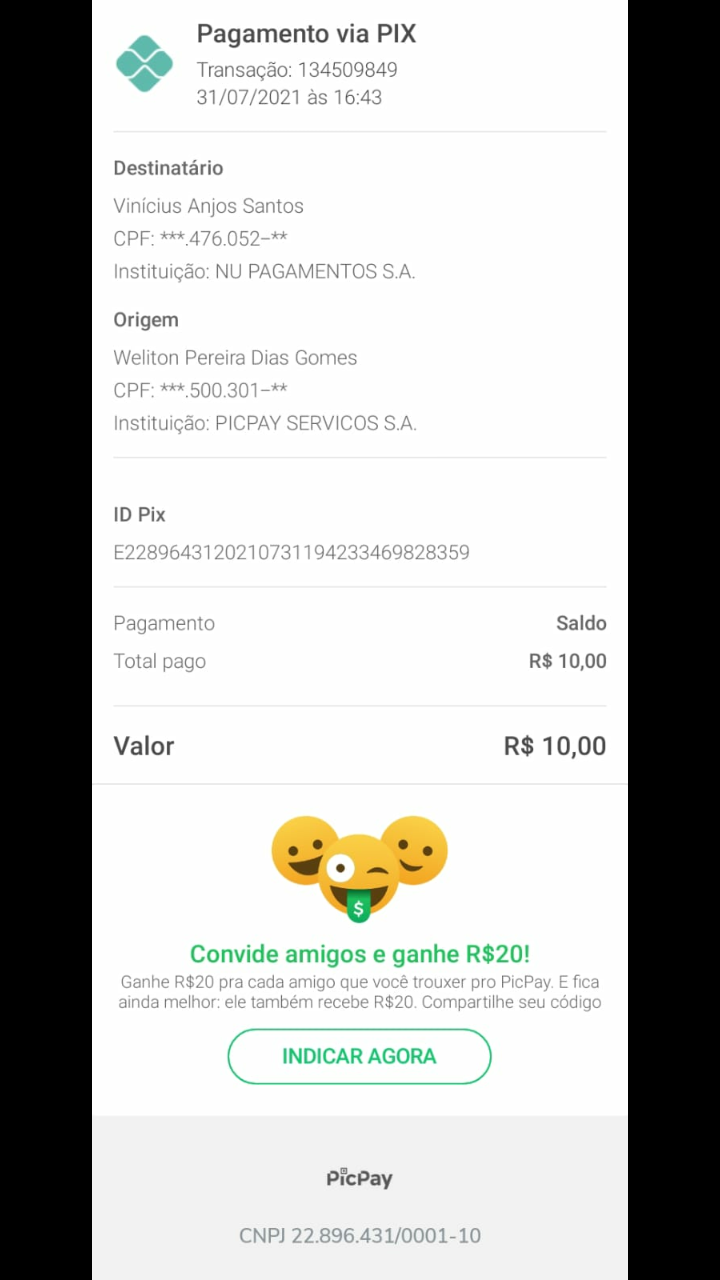 Pagamento via PIX
Transação: 134509849
31/07/2021 às 16:43
Destinatário
Vinícius Anjos Santos
CPF: ***.476.052-**
Instituição: NU PAGAMENTOS S.A.
Origem
Weliton Pereira Dias Gomes
CPF: ***.500.301-**
Instituição: PICPAY SERVICOS S.A.
ID Pix
E2289643120210731194233469828359
Pagamento Saldo
Total pago R$ 10,00
Valor R$ 10,00
$
Convide amigos e ganhe R$20!
Ganhe R$20 pra cada amigo que você trouxer pro PicPay. E fica
ainda melhor: ele também recebe R$20. Compartilhe seu código
INDICAR AGORA
PicPay
CNPJ 22.896.431/0001-10